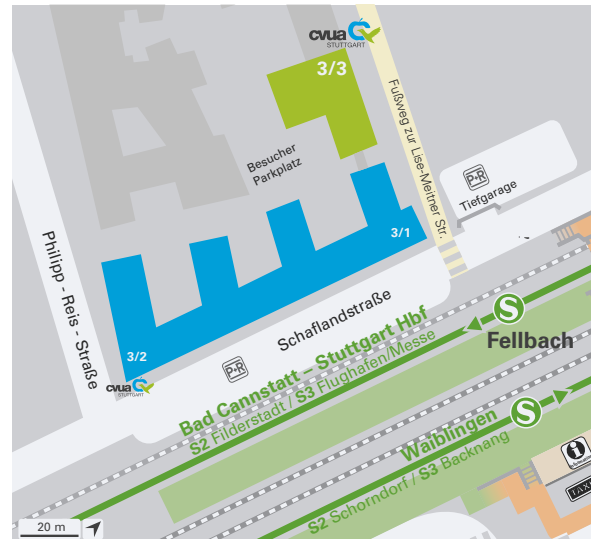 cvua
STUTTGART
3/3
Fußweg zur Lise-Meitner Str.
Besucher
Parkplatz
P+R
Tiefgarage
3/1
Philipp - Reis - Straße
Schaflandstraße
3/2
cvua
STUTTGART
P+R
S
Fellbach
Bad Cannstatt – Stuttgart Hbf
S2 Filderstadt / S3 Flughafen/Messe
S
Waiblingen
S2 Schorndorf / S3 Backnang
i
TAXI
20 m